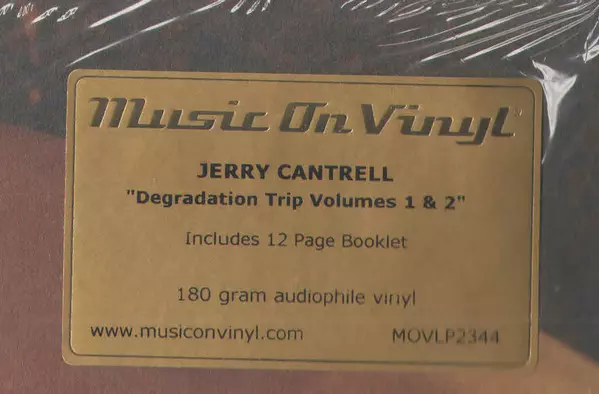 Music On Vinyl
JERRY CANTRELL
"Degradation Trip Volumes 1 & 2"
Includes 12 Page Booklet
180 gram audiophile vinyl
www.musiconvinyl.com MOVLP2344